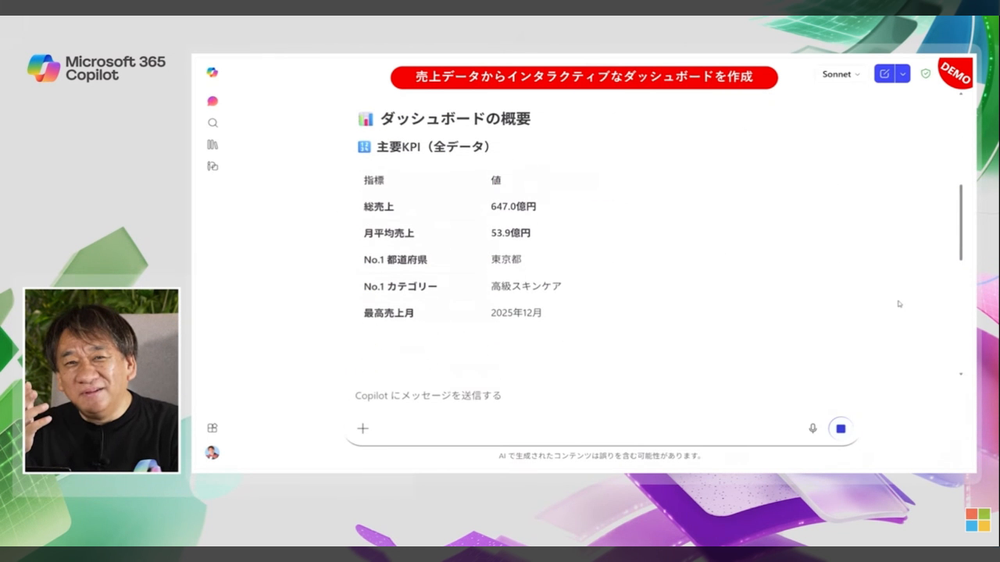 Microsoft 365
Copilot
売上データからインタラクティブなダッシュボードを作成
Sonnet
DEMO
ダッシュボードの概要
主要KPI（全データ）
指標 値
総売上 647.0億円
月平均売上 53.9億円
No.1 都道府県 東京都
No.1 カテゴリー 高級スキンケア
最高売上月 2025年12月
Copilot にメッセージを送信する
AI で生成されたコンテンツは誤りを含む可能性があります。